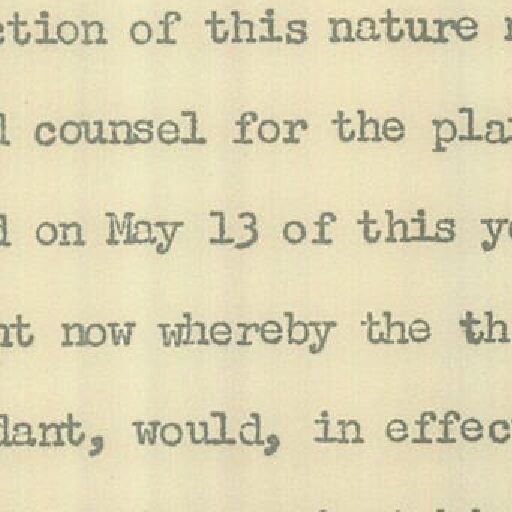 ction of this nature
l counsel for the pla
d on May 13 of this y
nt now whereby the th
dant, would, in effec